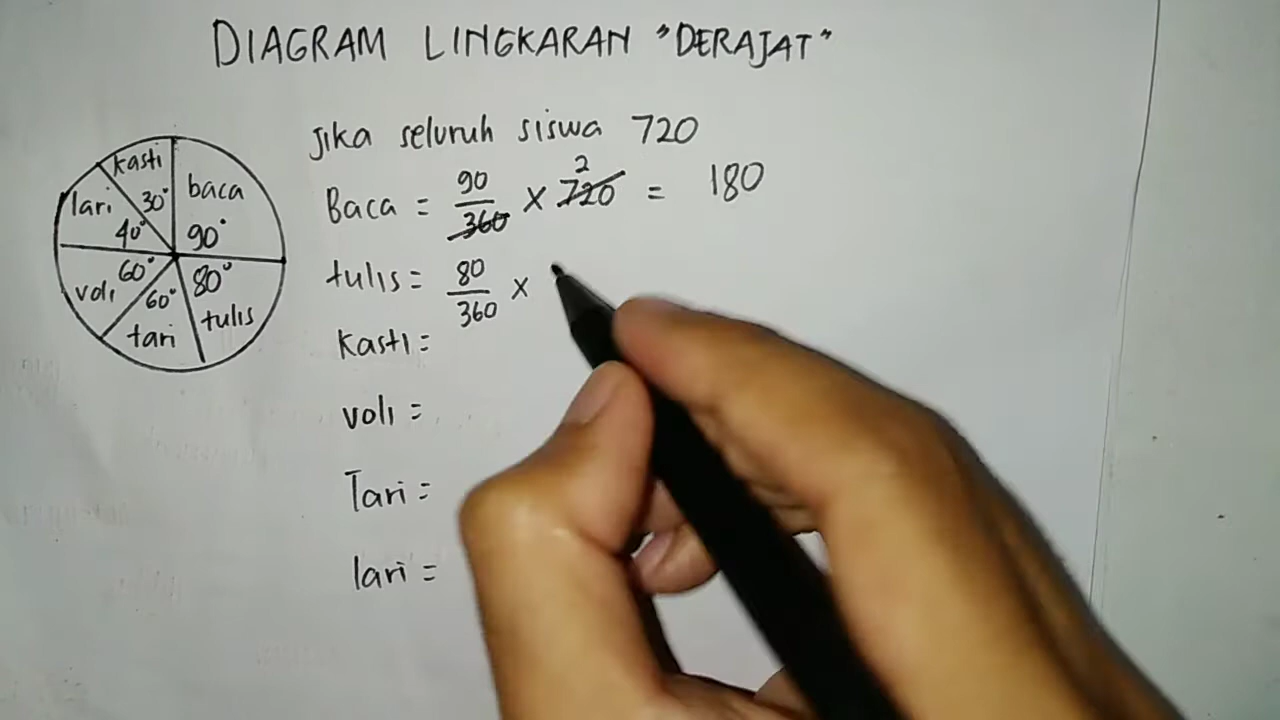 DIAGRAM LINGKARAN "DERAJAT"
Jika seluruh siswa 720
Baca = 90/360 x 720 2 = 180
tulis = 80/360 x
Kasti =
voli =
Tari =
lari =
kasti
30°
baca
90°
lari
40°
voli
60°
tari
60°
tulis
80°